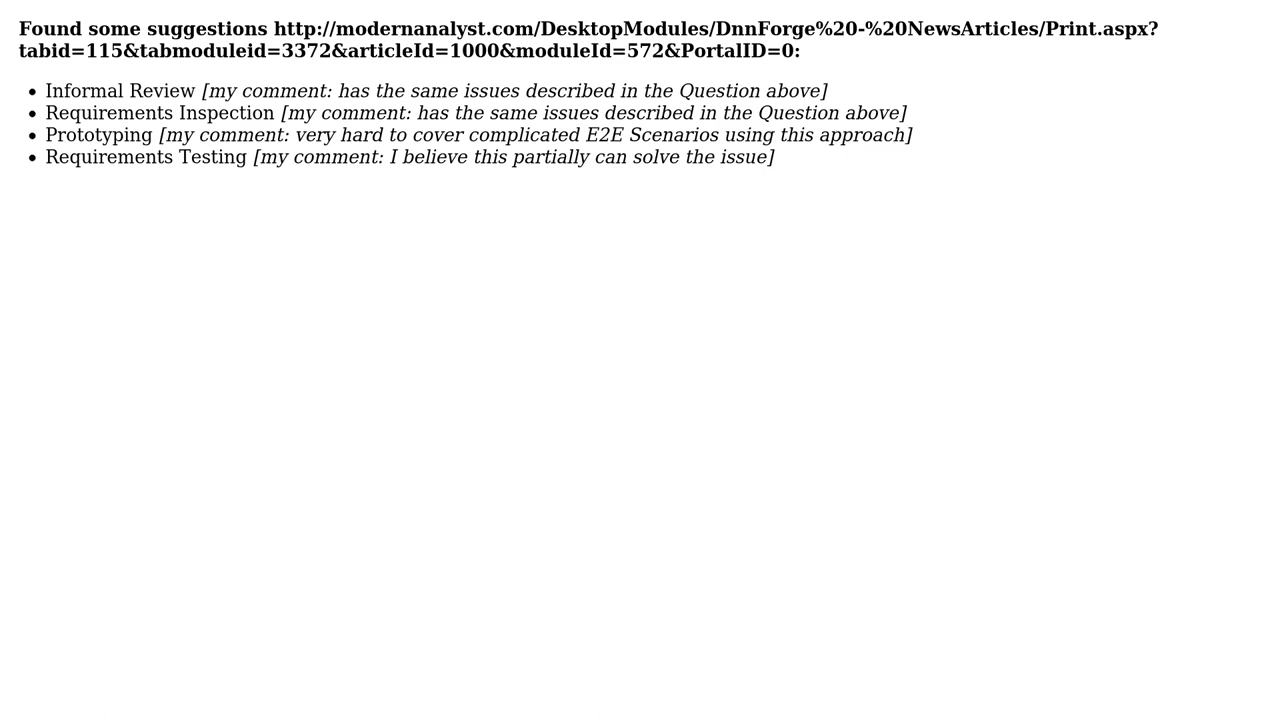 Found some suggestions http://modernanalyst.com/DesktopModules/DnnForge%20-%20NewsArticles/Print.aspx?
tabid=115&tabmoduleid=3372&articleId=1000&moduleId=572&PortalID=0:
• Informal Review [my comment: has the same issues described in the Question above]
• Requirements Inspection [my comment: has the same issues described in the Question above]
• Prototyping [my comment: very hard to cover complicated E2E Scenarios using this approach]
• Requirements Testing [my comment: I believe this partially can solve the issue]